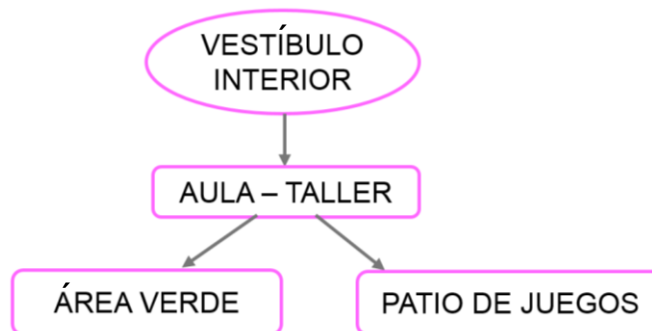 VESTÍBULO
INTERIOR
AULA – TALLER
ÁREA VERDE
PATIO DE JUEGOS